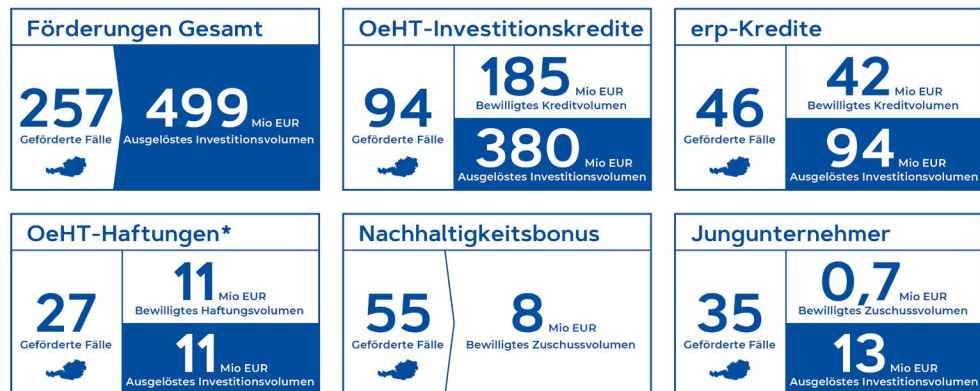 Förderungen Gesamt
257
Geförderte Fälle
499 Mio EUR
Ausgelöstes Investitionsvolumen
OeHT-Investitionskredite
94
Geförderte Fälle
185 Mio EUR
Bewilligtes Kreditvolumen
380 Mio EUR
Ausgelöstes Investitionsvolumen
erp-Kredite
46
Geförderte Fälle
42 Mio EUR
Bewilligtes Kreditvolumen
94 Mio EUR
Ausgelöstes Investitionsvolumen
OeHT-Haftungen*
27
Geförderte Fälle
11 Mio EUR
Bewilligtes Haftungsvolumen
11 Mio EUR
Ausgelöstes Investitionsvolumen
Nachhaltigkeitsbonus
55
Geförderte Fälle
8 Mio EUR
Bewilligtes Zuschussvolumen
Jungunternehmer
35
Geförderte Fälle
0,7 Mio EUR
Bewilligtes Zuschussvolumen
13 Mio EUR
Ausgelöstes Investitionsvolumen